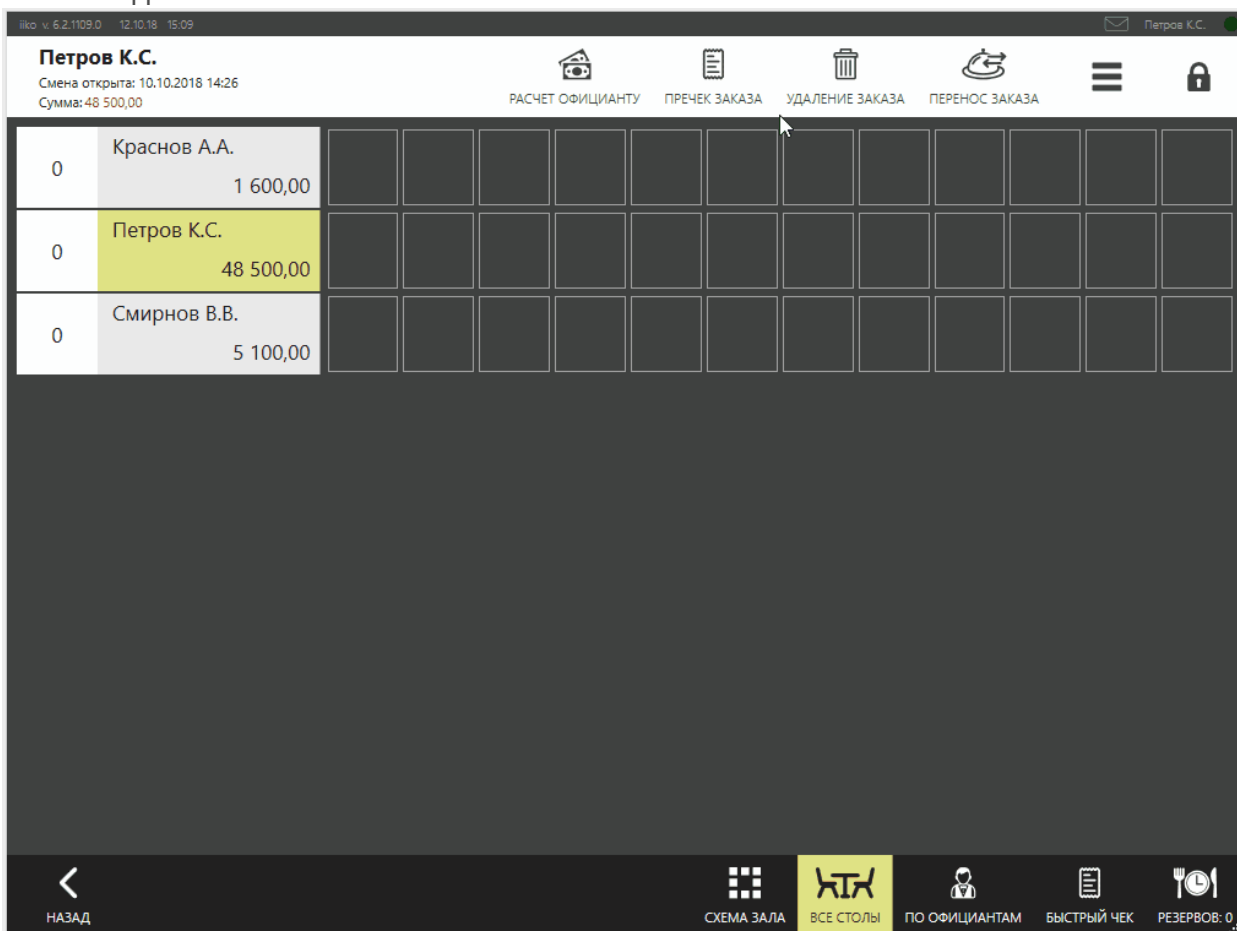 iiko v. 6.2.1109.0 12.10.18 15:09 Петров К.С.
Петров К.С.
Смена открыта: 10.10.2018 14:26
Сумма: 48 500,00
РАСЧЕТ ОФИЦИАНТУ ПРЕЧЕК ЗАКАЗА УДАЛЕНИЕ ЗАКАЗА ПЕРЕНОС ЗАКАЗА
0 Краснов А.А.
1 600,00
0 Петров К.С.
48 500,00
0 Смирнов В.В.
5 100,00
НАЗАД СХЕМА ЗАЛА ВСЕ СТОЛЫ ПО ОФИЦИАНТАМ БЫСТРЫЙ ЧЕК РЕЗЕРВОВ: 0